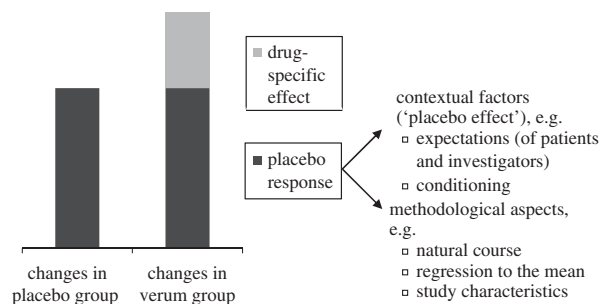 drug-
specific
effect
placebo
response
contextual factors
(‘placebo effect’), e.g.
expectations (of patients
and investigators)
conditioning
methodological aspects,
e.g.
natural course
regression to the mean
study characteristics
changes in
placebo group
changes in
verum group